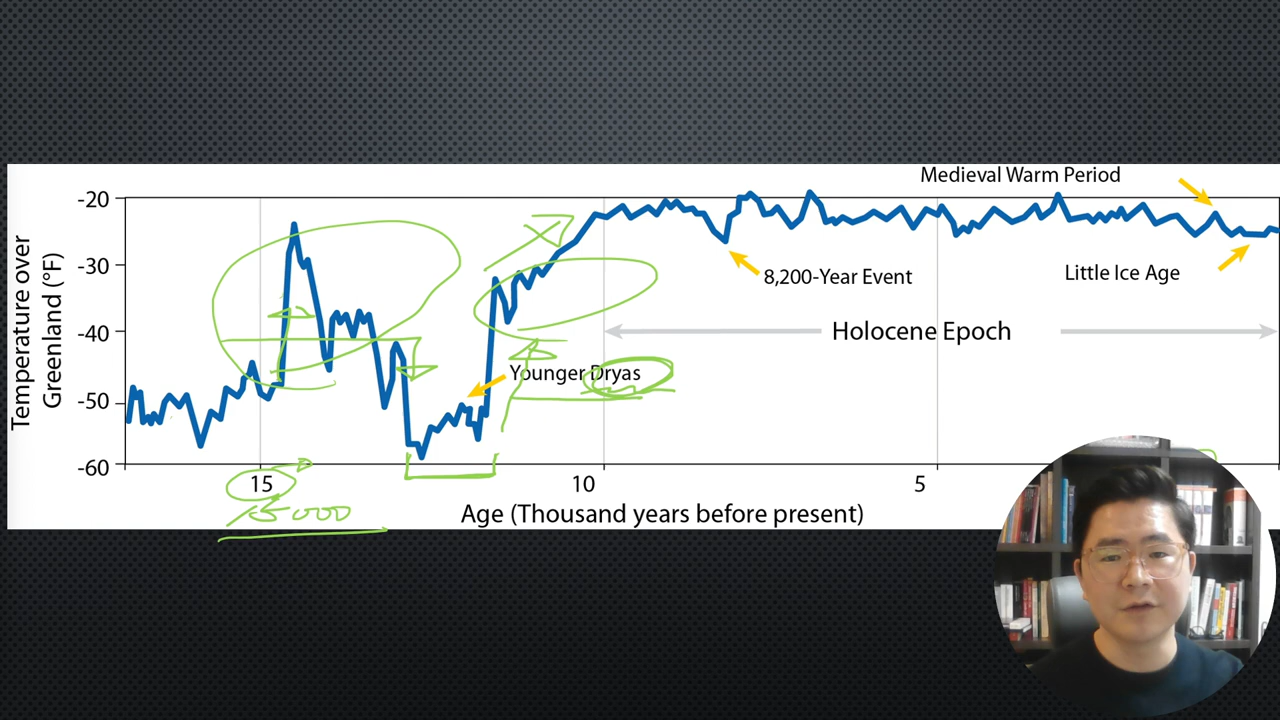 Medieval Warm Period
-20
-30
-40
-50
-60
Temperature over
Greenland (°F)
8,200-Year Event
Little Ice Age
Holocene Epoch
Younger Dryas
15
10
5
15000
Age (Thousand years before present)